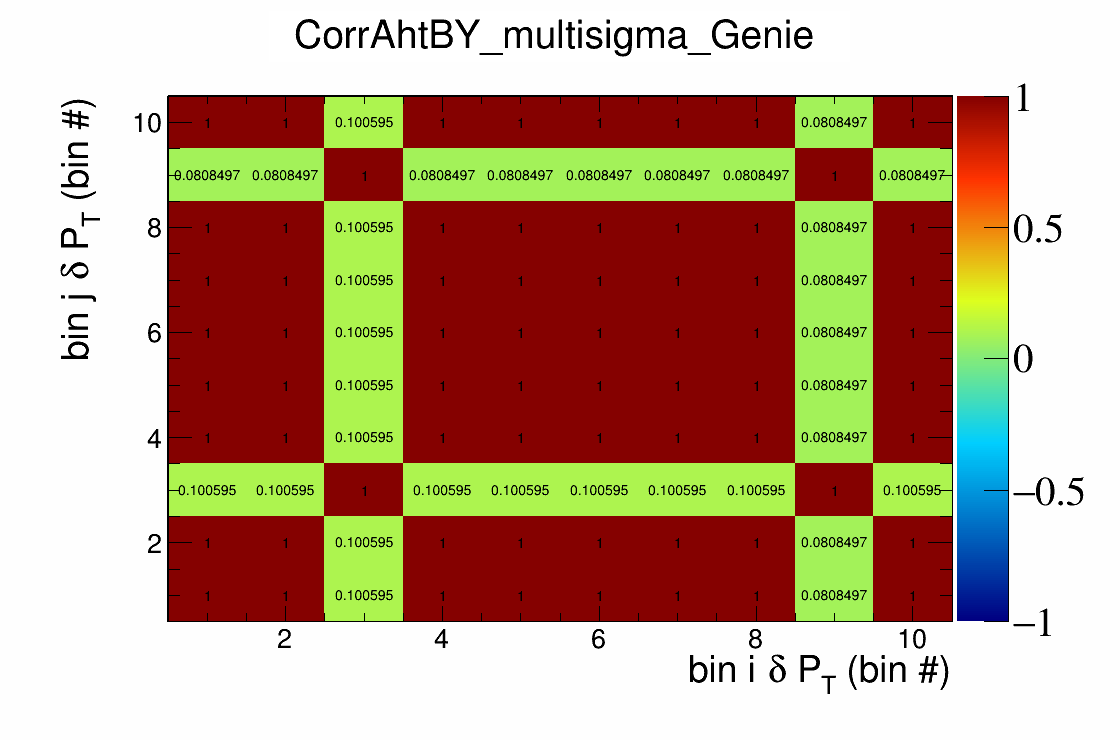 CorrAhtBY_multisigma_Genie
bin j δ P_T (bin #)
10 1 1 0.100595 1 1 1 1 1 0.0808497 1
0.0808497 0.0808497 1 0.0808497 0.0808497 0.0808497 0.0808497 0.0808497 1 0.0808497
8 1 1 0.100595 1 1 1 1 1 0.0808497 1
1 1 0.100595 1 1 1 1 1 0.0808497 1
6 1 1 0.100595 1 1 1 1 1 0.0808497 1
1 1 0.100595 1 1 1 1 1 0.0808497 1
4 1 1 0.100595 1 1 1 1 1 0.0808497 1
0.100595 0.100595 1 0.100595 0.100595 0.100595 0.100595 0.100595 1 0.100595
2 1 1 0.100595 1 1 1 1 1 0.0808497 1
1 1 0.100595 1 1 1 1 1 0.0808497 1
2 4 6 8 10
bin i δ P_T (bin #)
1
0.5
0
−0.5
−1